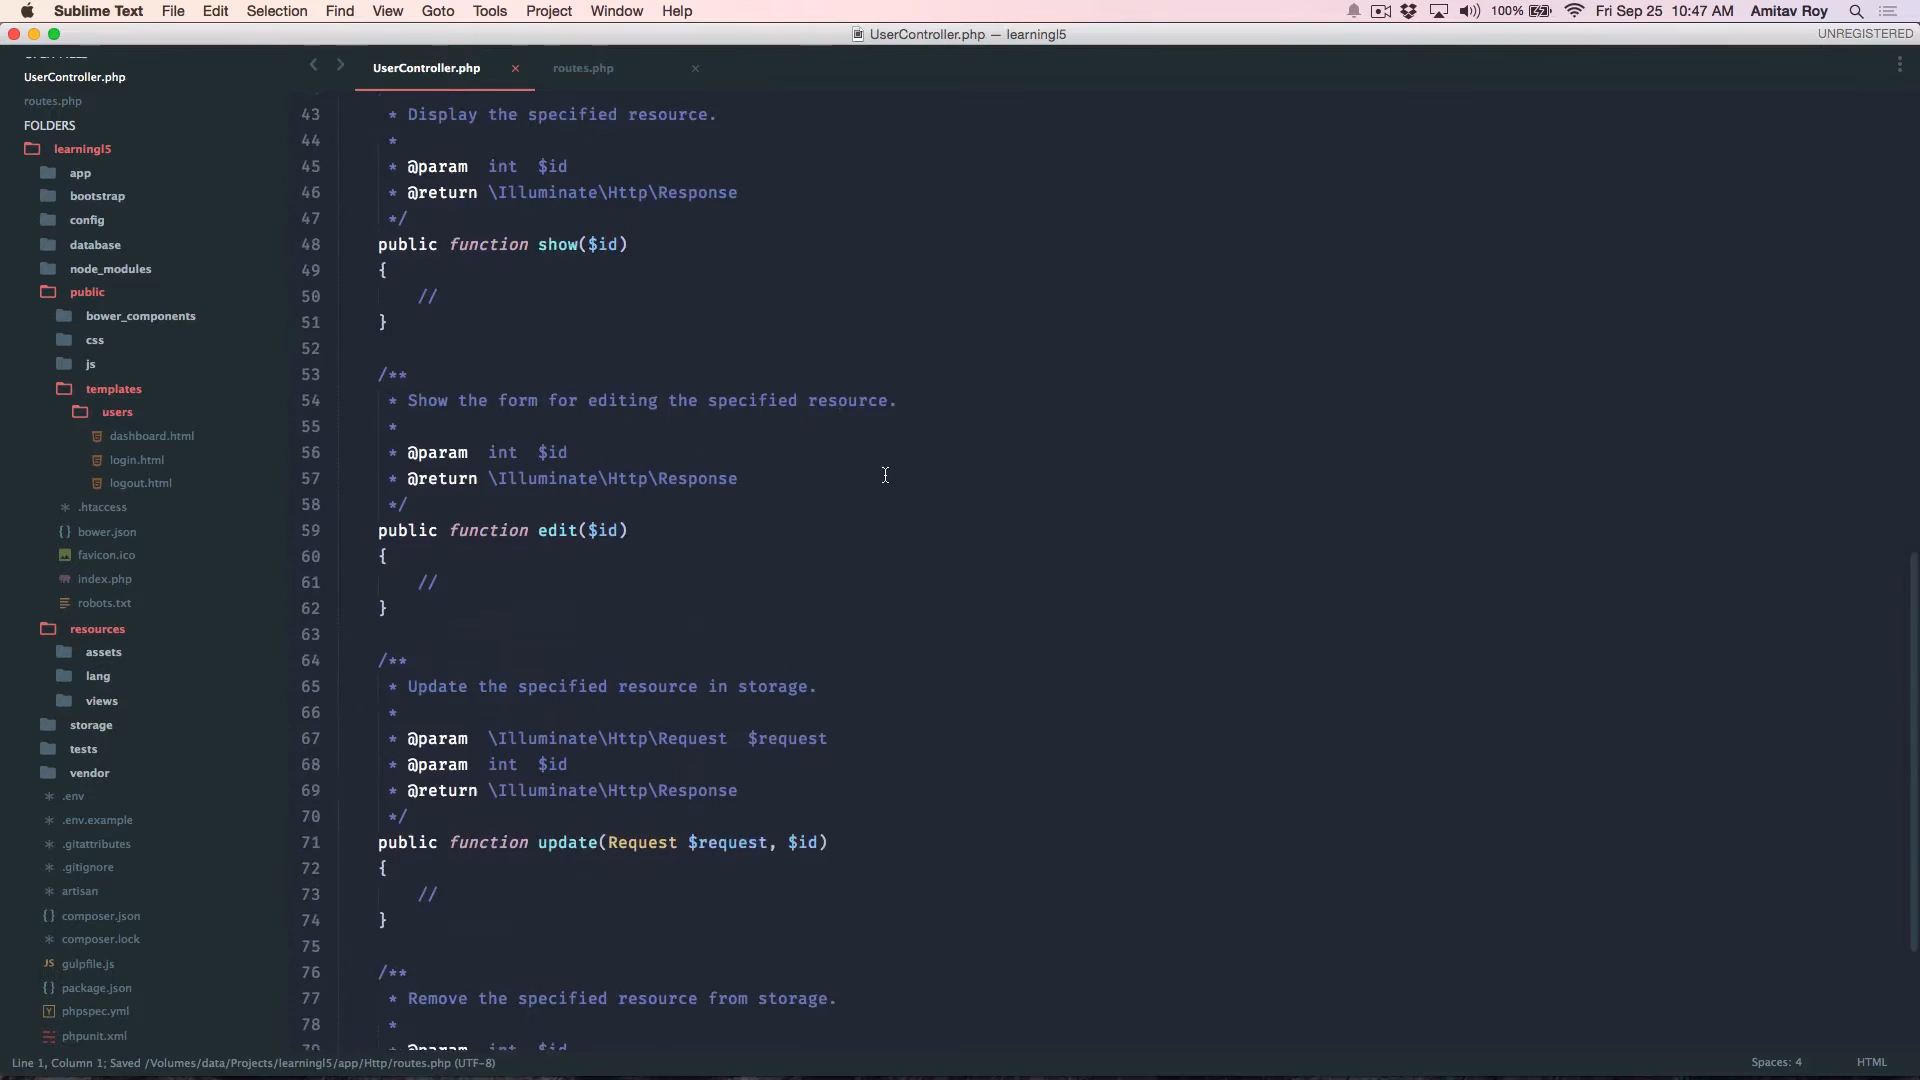 Sublime Text File Edit Selection Find View Goto Tools Project Window Help 100% Fri Sep 25 10:47 AM Amitav Roy
UserController.php — learningl5 UNREGISTERED
UserController.php
routes.php
FOLDERS
learningl5
app
bootstrap
config
database
node_modules
public
bower_components
css
js
templates
users
dashboard.html
login.html
logout.html
.htaccess
bower.json
favicon.ico
index.php
robots.txt
resources
assets
lang
views
storage
tests
vendor
.env
.env.example
.gitattributes
.gitignore
artisan
composer.json
composer.lock
gulpfile.js
package.json
phpspec.yml
phpunit.xml
UserController.php × routes.php ×
43 * Display the specified resource.
44 *
45 * @param int $id
46 * @return \Illuminate\Http\Response
47 */
48 public function show($id)
49 {
50 //
51 }
52
53 /**
54 * Show the form for editing the specified resource.
55 *
56 * @param int $id
57 * @return \Illuminate\Http\Response
58 */
59 public function edit($id)
60 {
61 //
62 }
63
64 /**
65 * Update the specified resource in storage.
66 *
67 * @param \Illuminate\Http\Request $request
68 * @param int $id
69 * @return \Illuminate\Http\Response
70 */
71 public function update(Request $request, $id)
72 {
73 //
74 }
75
76 /**
77 * Remove the specified resource from storage.
78 *
79 * @param int $id
Line 1, Column 1; Saved /Volumes/data/Projects/learningl5/app/Http/routes.php (UTF-8) Spaces: 4 HTML